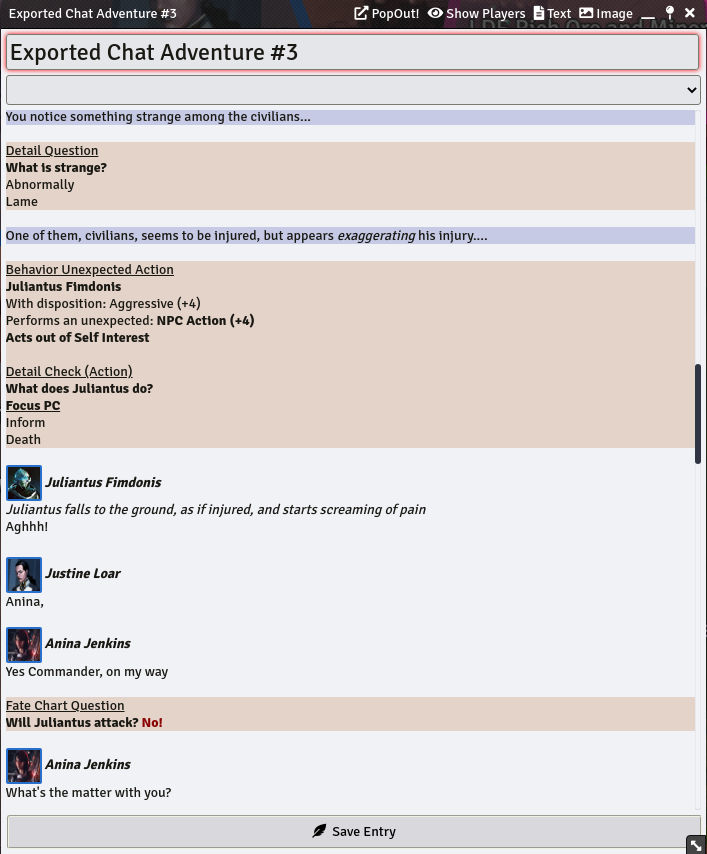 Exported Chat Adventure #3
PopOut!
Show Players
Text
Image
Exported Chat Adventure #3
You notice something strange among the civilians...
Detail Question
What is strange?
Abnormally
Lame
One of them, civilians, seems to be injured, but appears exaggerating his injury....
Behavior Unexpected Action
Juliantus Fimdonis
With disposition: Aggressive (+4)
Performs an unexpected: NPC Action (+4)
Acts out of Self Interest
Detail Check (Action)
What does Juliantus do?
Focus PC
Inform
Death
Juliantus Fimdonis
Juliantus falls to the ground, as if injured, and starts screaming of pain
Aghhh!
Justine Loar
Anina,
Anina Jenkins
Yes Commander, on my way
Fate Chart Question
Will Juliantus attack? No!
Anina Jenkins
What's the matter with you?
Save Entry